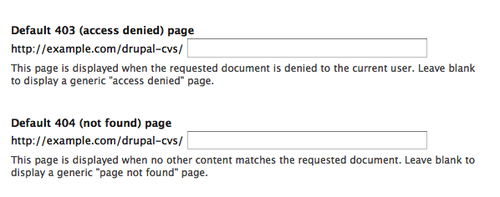 Default 403 (access denied) page
http://example.com/drupal-cvs/
This page is displayed when the requested document is denied to the current user. Leave blank
to display a generic "access denied" page.
Default 404 (not found) page
http://example.com/drupal-cvs/
This page is displayed when no other content matches the requested document. Leave blank to
display a generic "page not found" page.